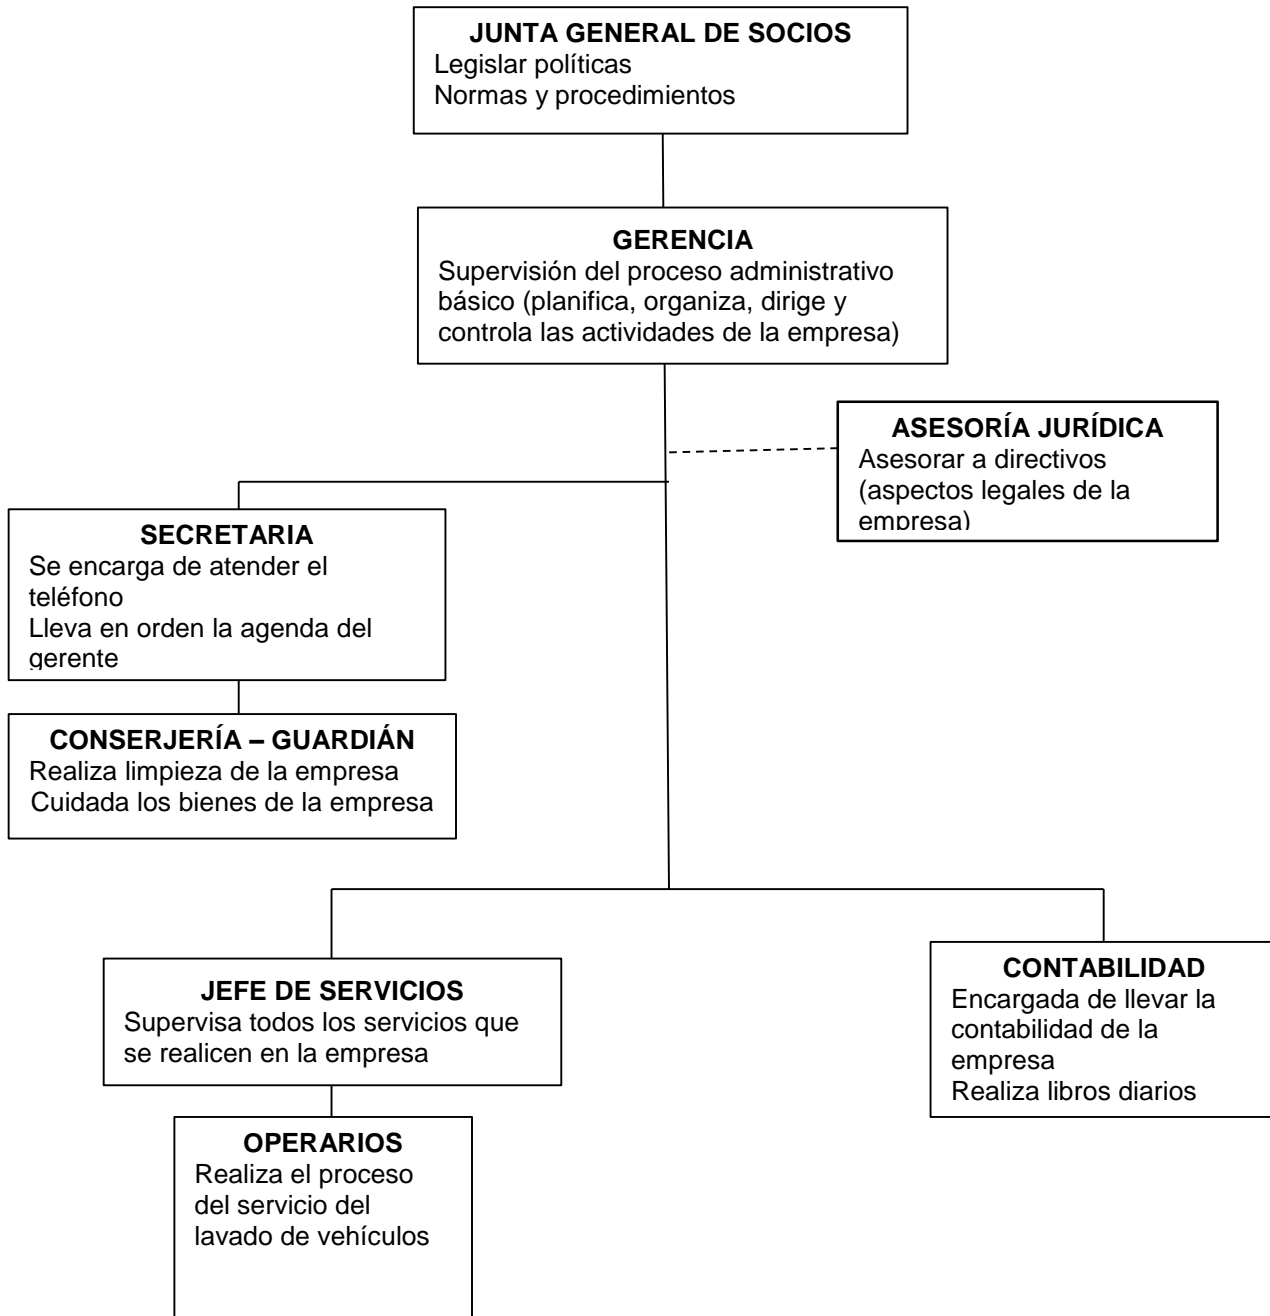 JUNTA GENERAL DE SOCIOS
Legislar políticas
Normas y procedimientos
GERENCIA
Supervisión del proceso administrativo
básico (planifica, organiza, dirige y
controla las actividades de la empresa)
ASESORÍA JURÍDICA
Asesorar a directivos
(aspectos legales de la
empresa)
SECRETARIA
Se encarga de atender el
teléfono
Lleva en orden la agenda del
gerente
CONSERJERÍA – GUARDIÁN
Realiza limpieza de la empresa
Cuidada los bienes de la empresa
JEFE DE SERVICIOS
Supervisa todos los servicios que
se realicen en la empresa
CONTABILIDAD
Encargada de llevar la
contabilidad de la
empresa
Realiza libros diarios
OPERARIOS
Realiza el proceso
del servicio del
lavado de vehículos